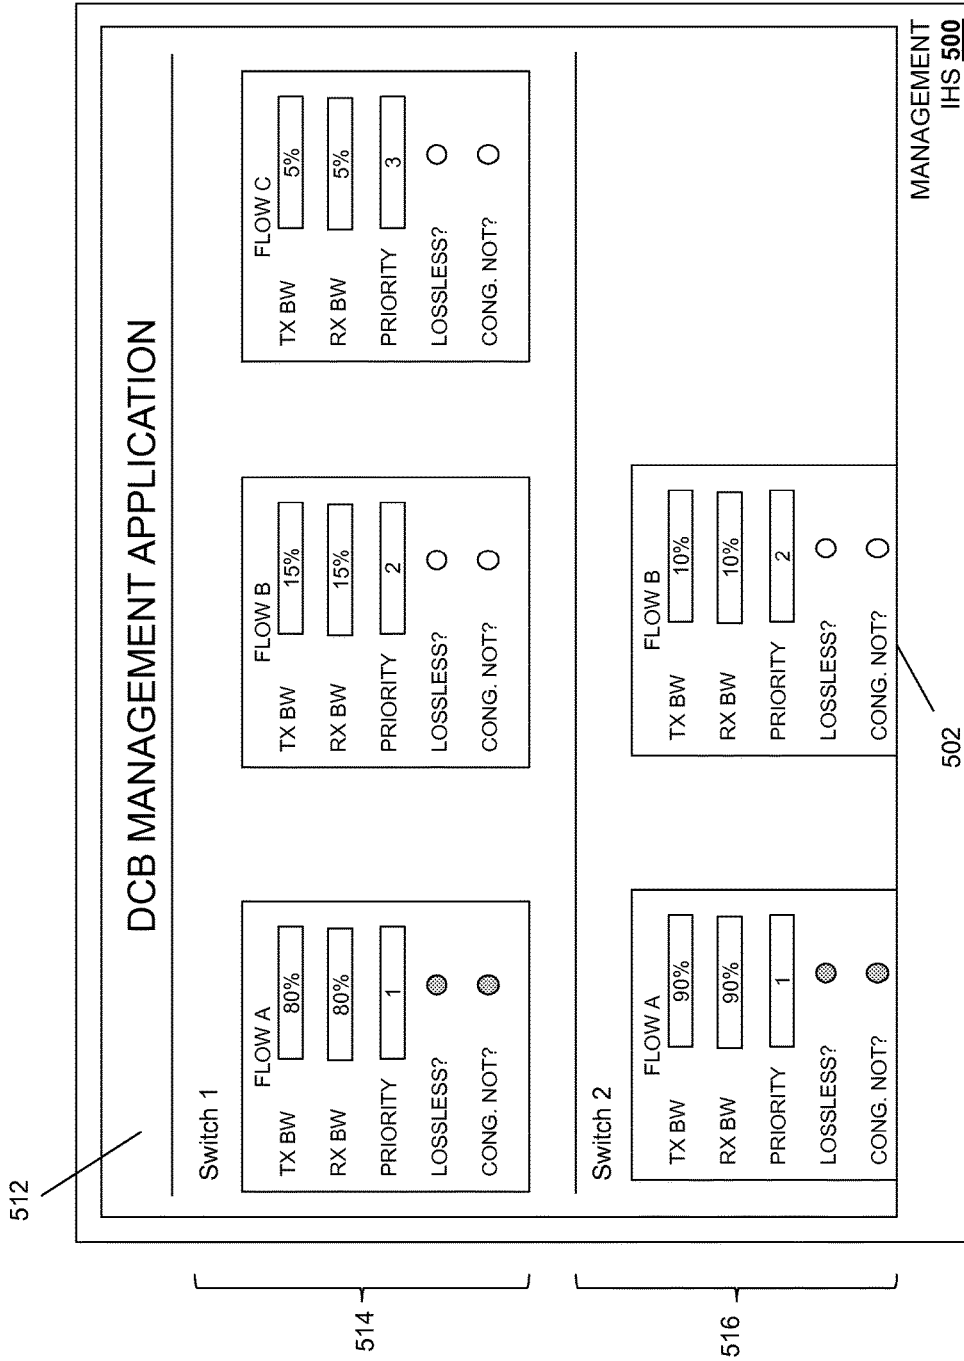 512
DCB MANAGEMENT APPLICATION
514
Switch 1
FLOW A
TX BW 80%
RX BW 80%
PRIORITY 1
LOSSLESS?
CONG. NOT?
FLOW B
TX BW 15%
RX BW 15%
PRIORITY 2
LOSSLESS?
CONG. NOT?
FLOW C
TX BW 5%
RX BW 5%
PRIORITY 3
LOSSLESS?
CONG. NOT?
516
Switch 2
FLOW A
TX BW 90%
RX BW 90%
PRIORITY 1
LOSSLESS?
CONG. NOT?
FLOW B
TX BW 10%
RX BW 10%
PRIORITY 2
LOSSLESS?
CONG. NOT?
502
MANAGEMENT
IHS 500